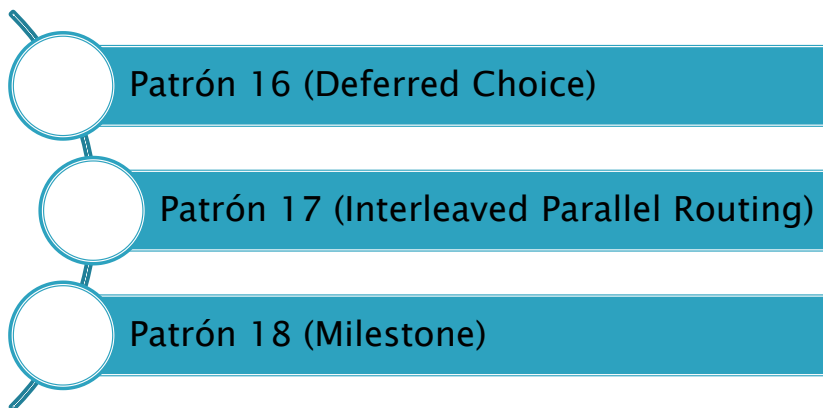 Patrón 16 (Deferred Choice)
Patrón 17 (Interleaved Parallel Routing)
Patrón 18 (Milestone)